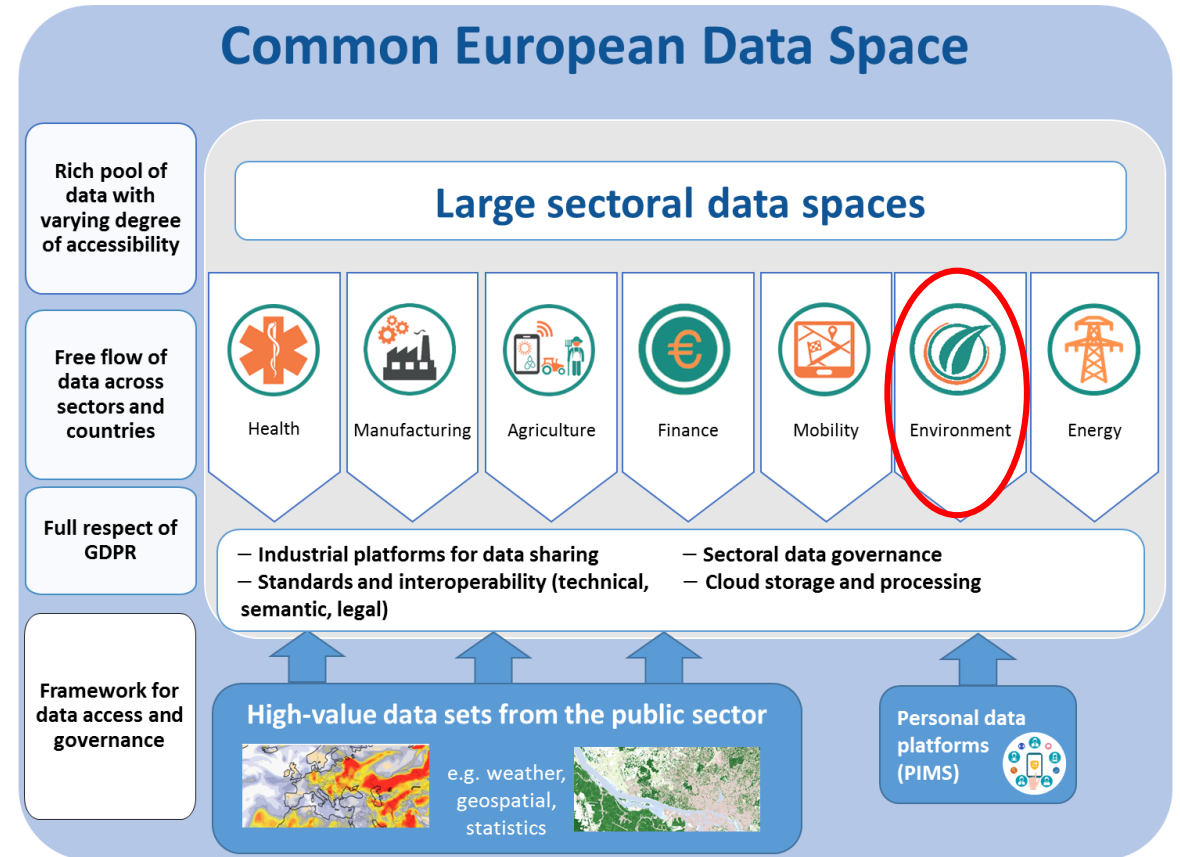 Common European Data Space
Rich pool of
data with
varying degree
of accessibility
Free flow of
data across
sectors and
countries
Full respect of
GDPR
Framework for
data access and
governance
Large sectoral data spaces
Health
Manufacturing
Agriculture
Finance
Mobility
Environment
Energy
– Industrial platforms for data sharing
– Standards and interoperability (technical,
semantic, legal)
– Sectoral data governance
– Cloud storage and processing
High-value data sets from the public sector
e.g. weather,
geospatial,
statistics
Personal data
platforms
(PIMS)